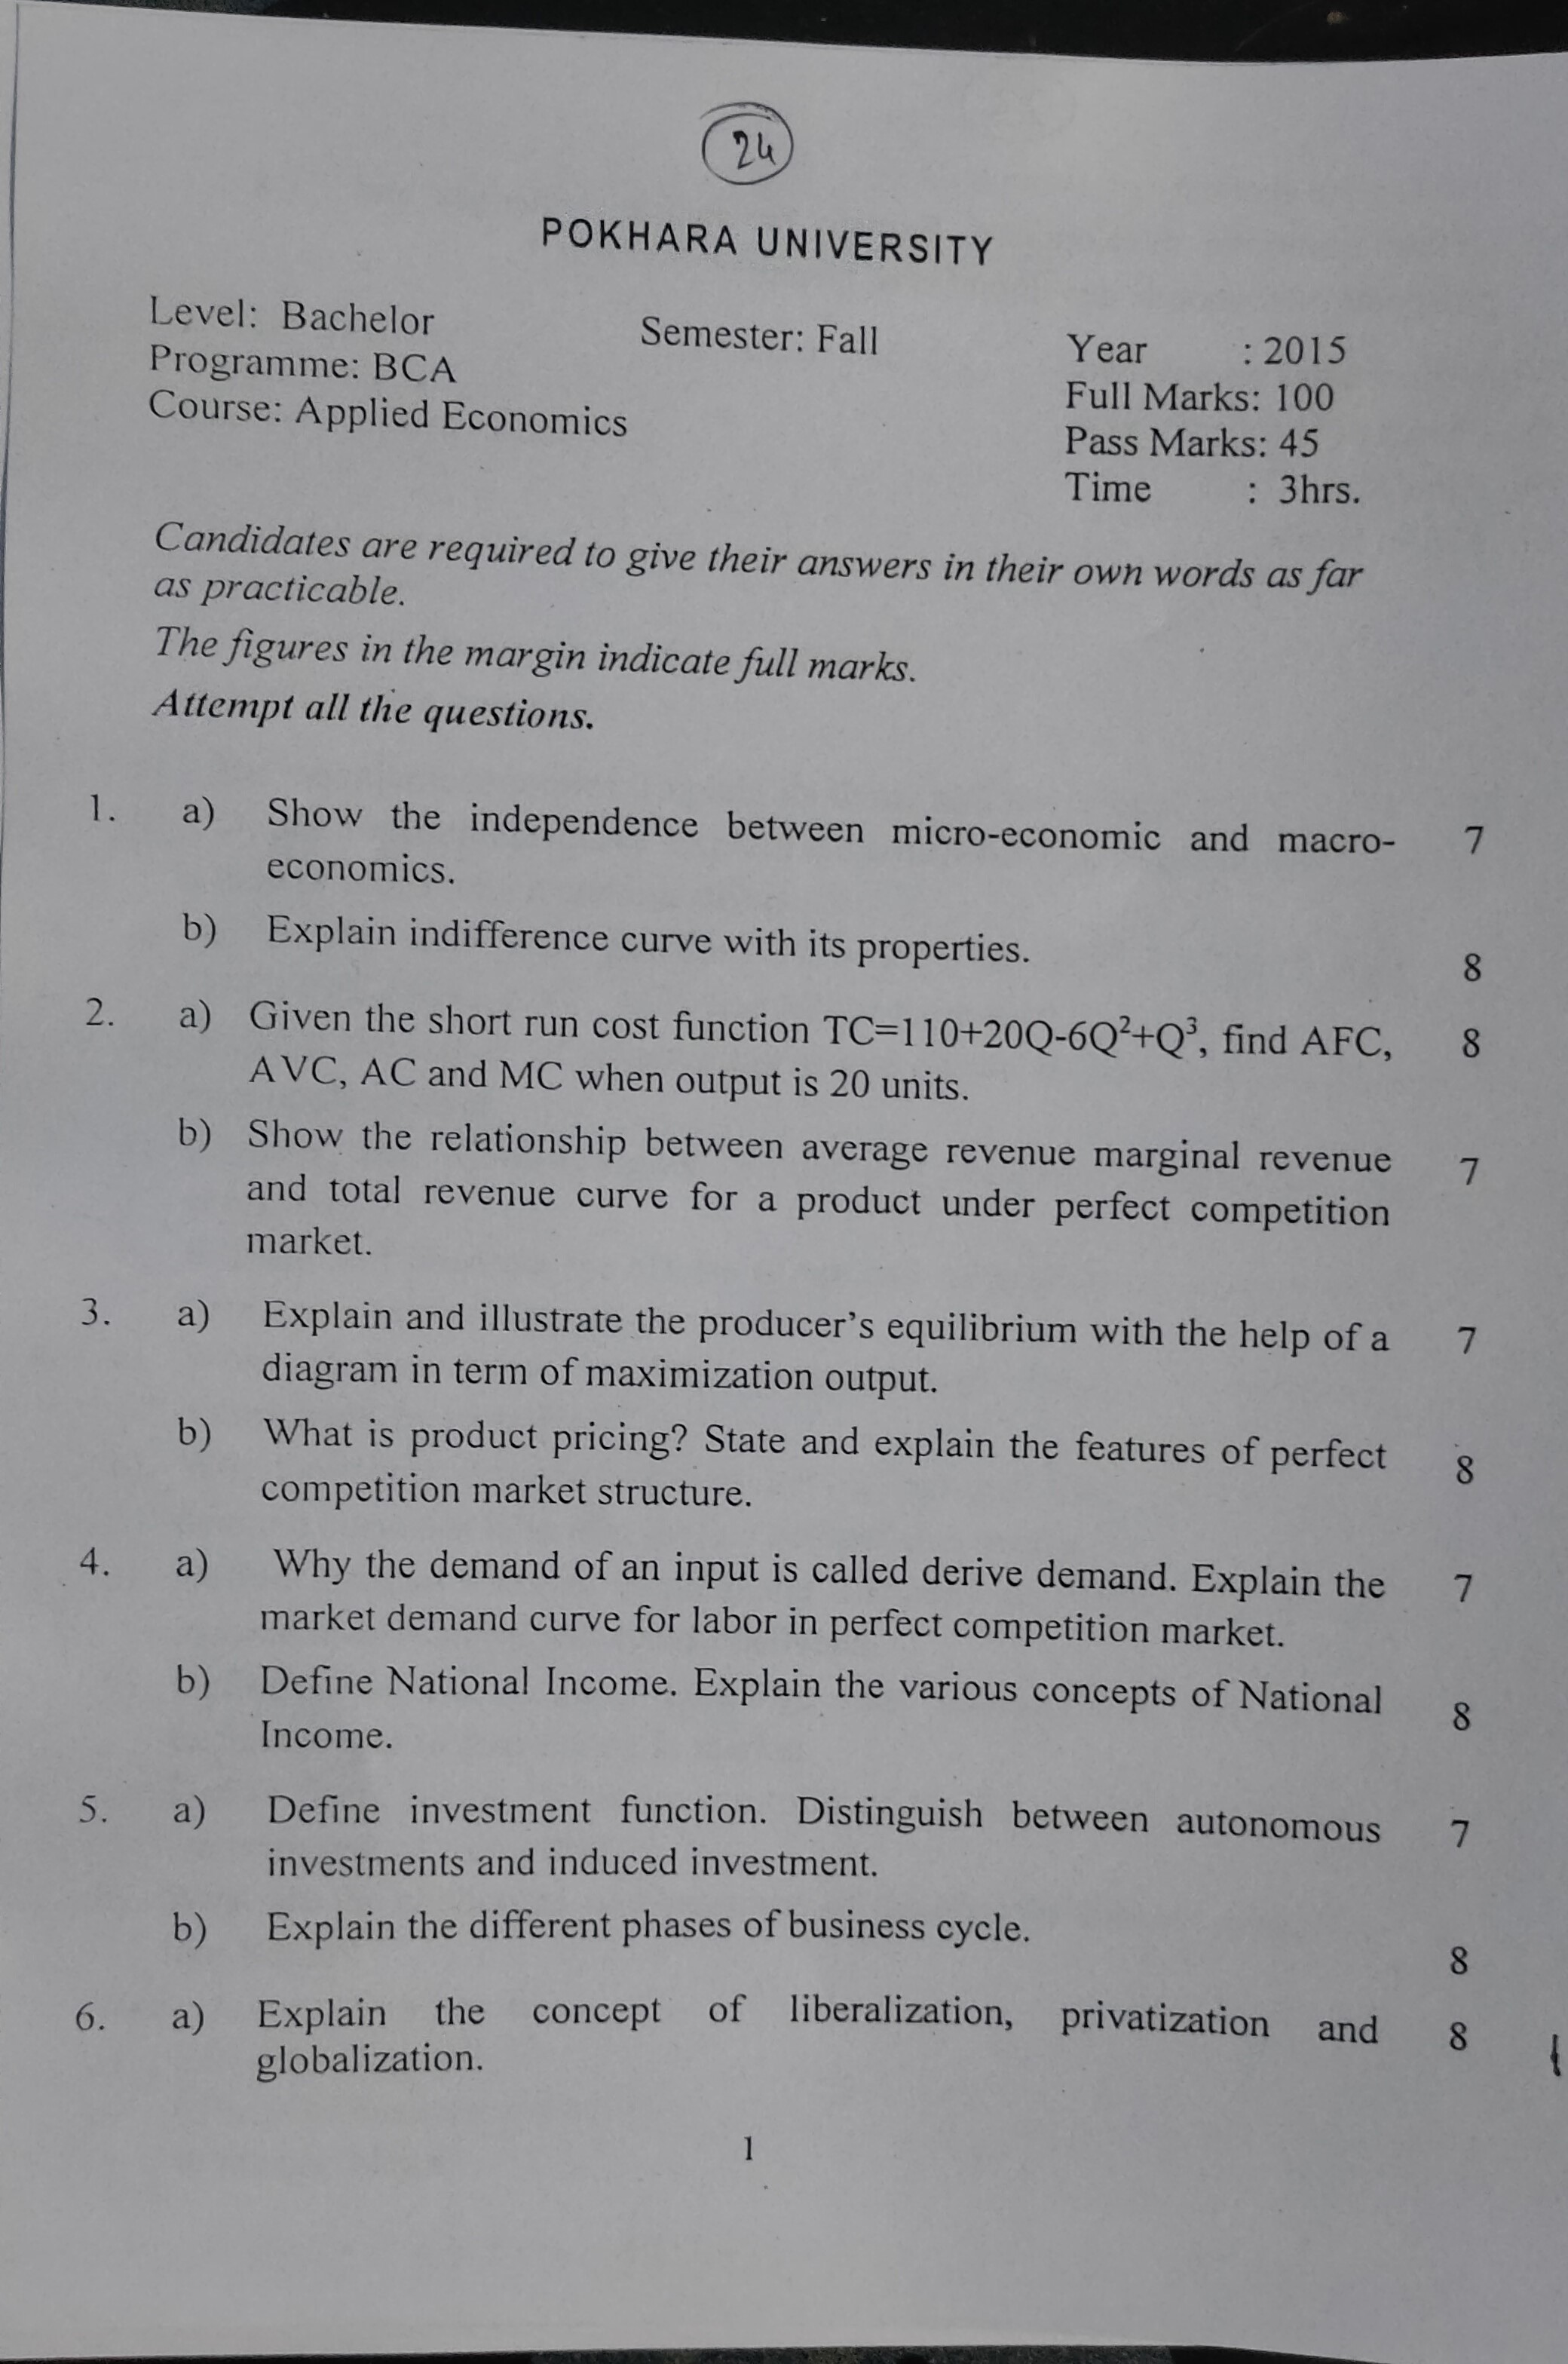 24
POKHARA UNIVERSITY
Level: Bachelor Semester: Fall Year : 2015
Programme: BCA Full Marks: 100
Course: Applied Economics Pass Marks: 45
Time : 3hrs.
Candidates are required to give their answers in their own words as far
as practicable.
The figures in the margin indicate full marks.
Attempt all the questions.
1. a) Show the independence between micro-economic and macro- 7
economics.
b) Explain indifference curve with its properties. 8
2. a) Given the short run cost function TC=110+20Q-6Q²+Q³, find AFC, 8
AVC, AC and MC when output is 20 units.
b) Show the relationship between average revenue marginal revenue 7
and total revenue curve for a product under perfect competition
market.
3. a) Explain and illustrate the producer's equilibrium with the help of a 7
diagram in term of maximization output.
b) What is product pricing? State and explain the features of perfect 8
competition market structure.
4. a) Why the demand of an input is called derive demand. Explain the 7
market demand curve for labor in perfect competition market.
b) Define National Income. Explain the various concepts of National 8
Income.
5. a) Define investment function. Distinguish between autonomous 7
investments and induced investment.
b) Explain the different phases of business cycle. 8
6. a) Explain the concept of liberalization, privatization and 8
globalization.
1